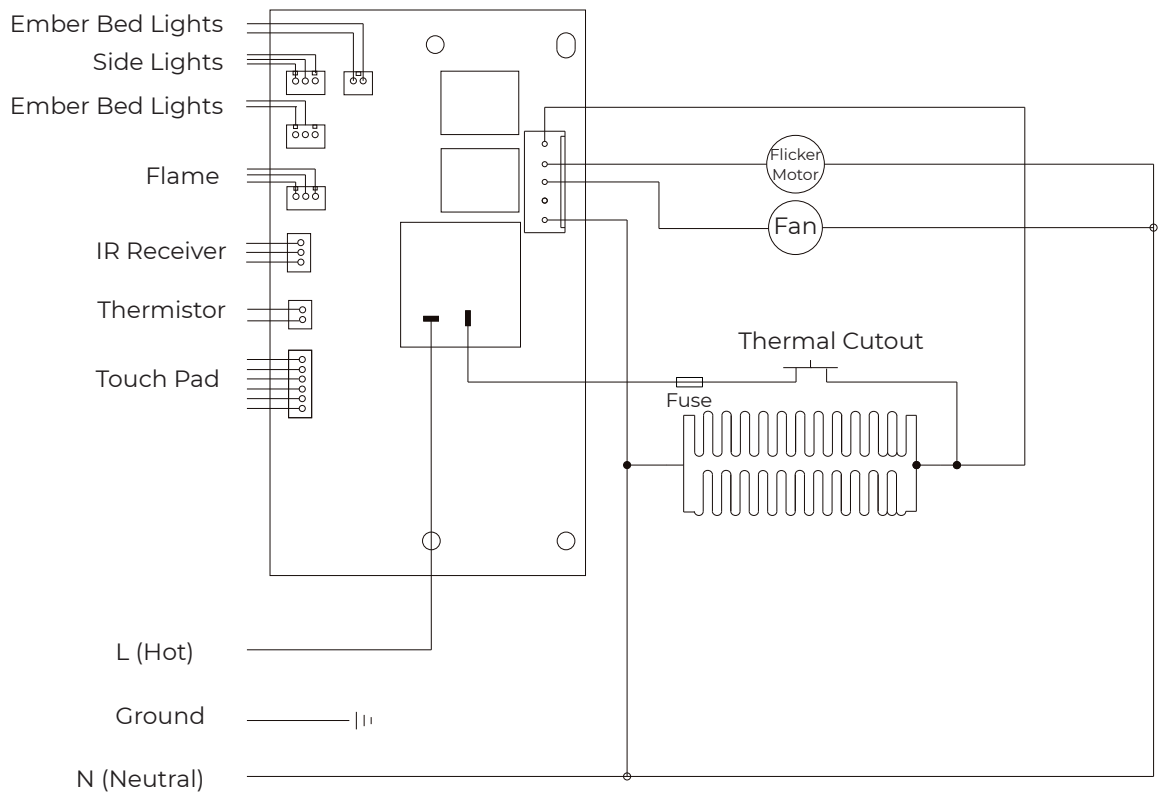 Ember Bed Lights
Side Lights
Ember Bed Lights
Flicker
Motor
Flame
Fan
IR Receiver
Thermistor
Thermal Cutout
Touch Pad
Fuse
L (Hot)
Ground
N (Neutral)